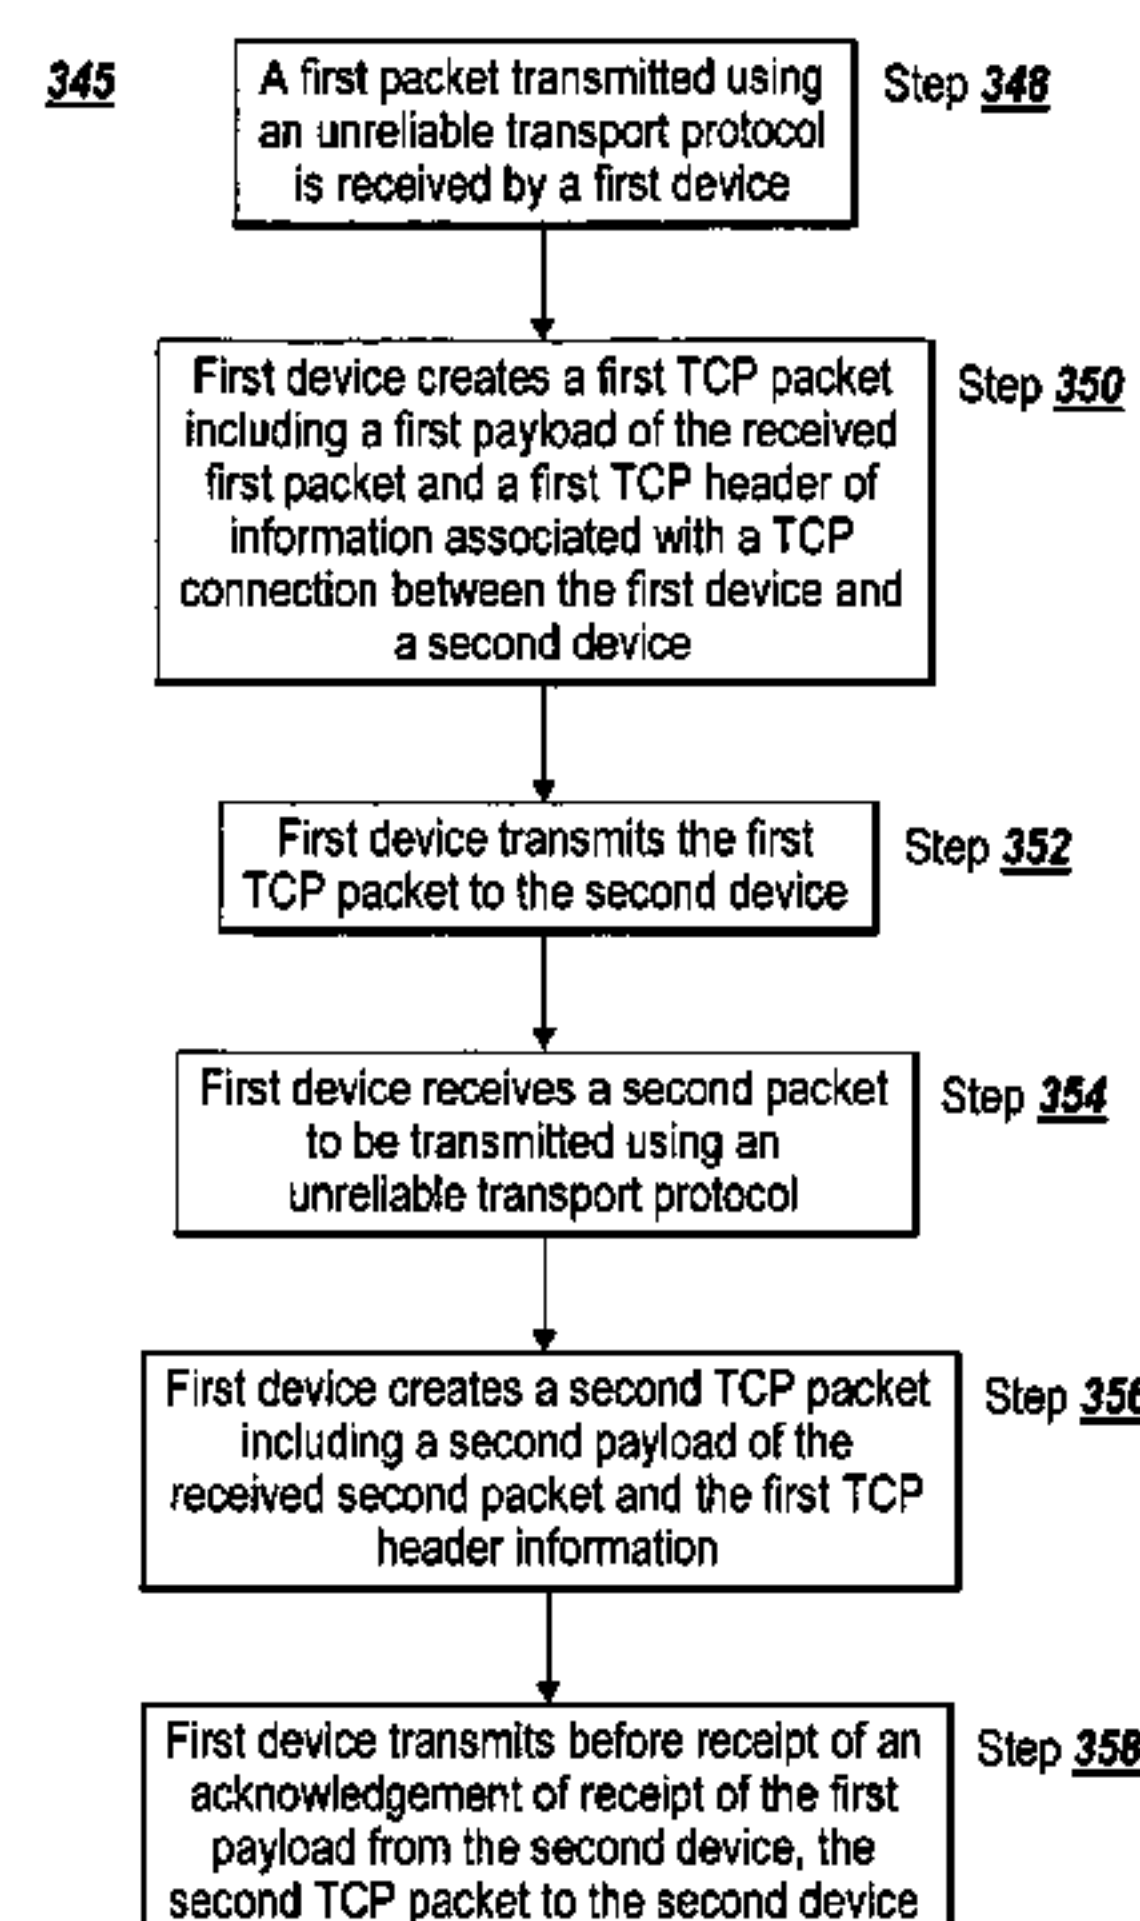 345
A first packet transmitted using
an unreliable transport protocol
is received by a first device
Step 348
First device creates a first TCP packet
including a first payload of the received
first packet and a first TCP header of
information associated with a TCP
connection between the first device and
a second device
Step 350
First device transmits the first
TCP packet to the second device
Step 352
First device receives a second packet
to be transmitted using an
unreliable transport protocol
Step 354
First device creates a second TCP packet
including a second payload of the
received second packet and the first TCP
header information
Step 356
First device transmits before receipt of an
acknowledgement of receipt of the first
payload from the second device, the
second TCP packet to the second device
Step 358